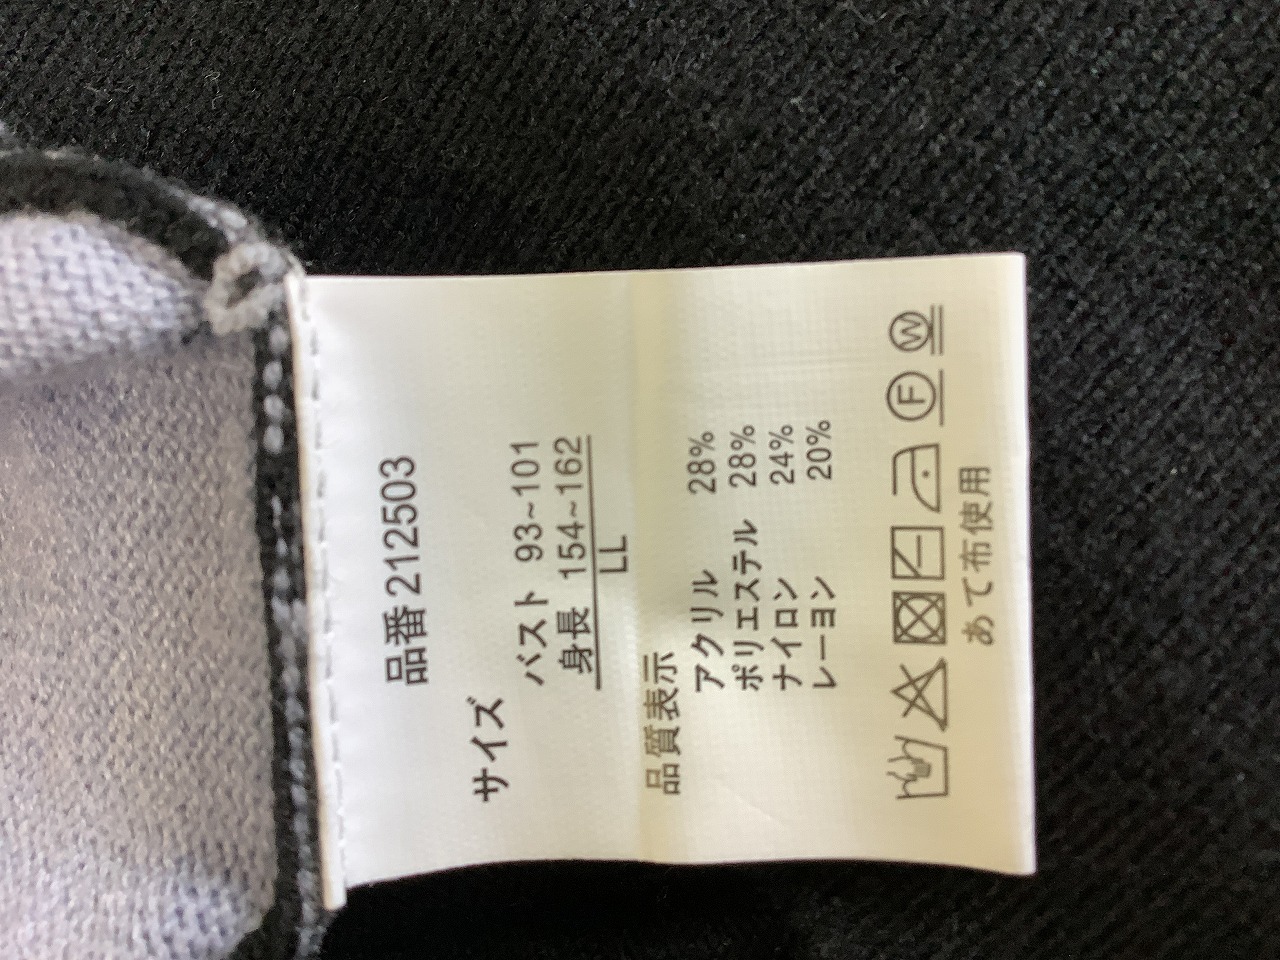 品番 212503
サイズ
バスト 93~101
身長 154~162
LL
品質表示
アクリル 28%
ポリエステル 28%
ナイロン 24%
レーヨン 20%
F W
あて布使用